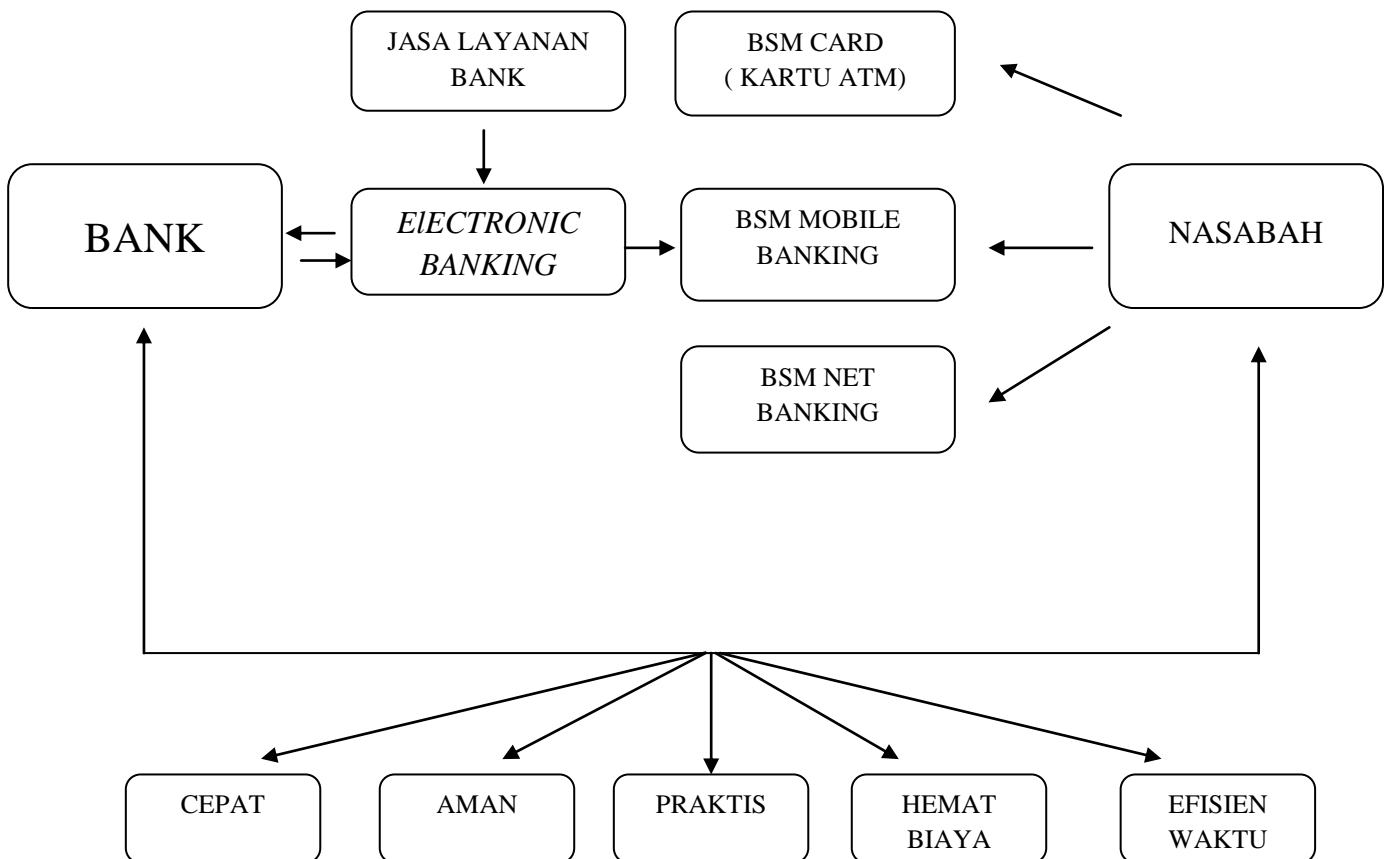 JASA LAYANAN
BANK
BSM CARD
( KARTU ATM)
BANK
ElECTRONIC
BANKING
BSM MOBILE
BANKING
NASABAH
BSM NET
BANKING
CEPAT
AMAN
PRAKTIS
HEMAT
BIAYA
EFISIEN
WAKTU